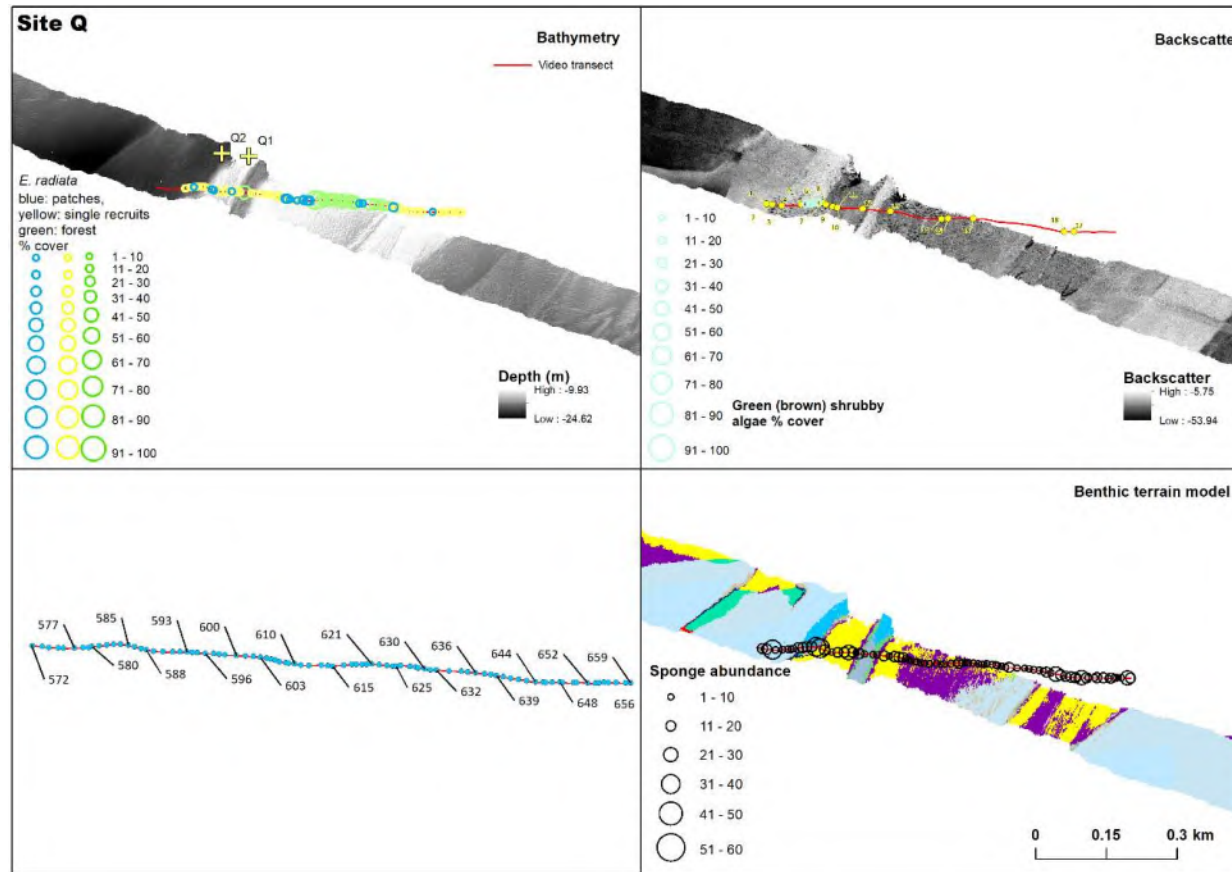 Site Q
Bathymetry
Video transect
Q2
Q1
E. radiata
blue: patches,
yellow: single recruits
green: forest
% cover
1 - 10
11 - 20
21 - 30
31 - 40
41 - 50
51 - 60
61 - 70
71 - 80
81 - 90
91 - 100
Depth (m)
High : -9.93
Low : -24.62
Backscatte
1 - 10
11 - 20
21 - 30
31 - 40
41 - 50
51 - 60
61 - 70
71 - 80
81 - 90
91 - 100
Green (brown) shrubby
algae % cover
Backscatter
High : -5.75
Low : -53.94
577
585
593
600
610
621
630
636
644
652
659
572
580
588
596
603
615
625
632
639
648
656
Benthic terrain model
Sponge abundance
1 - 10
11 - 20
21 - 30
31 - 40
41 - 50
51 - 60
0 0.15 0.3 km